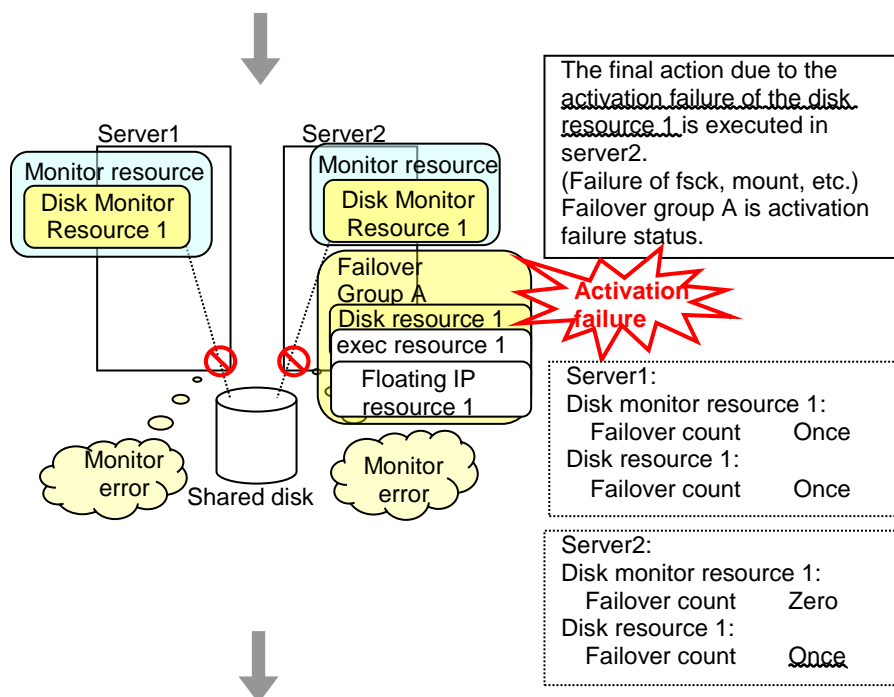 The final action due to the
activation failure of the disk
resource 1 is executed in
server2.
(Failure of fsck, mount, etc.)
Failover group A is activation
failure status.
Server1
Server2
Monitor resource
Disk Monitor
Resource 1
Monitor resource
Disk Monitor
Resource 1
Failover
Group A
Disk resource 1
exec resource 1
Floating IP
resource 1
Activation
failure
Monitor
error
Shared disk
Monitor
error
Server1:
Disk monitor resource 1:
Failover count Once
Disk resource 1:
Failover count Once
Server2:
Disk monitor resource 1:
Failover count Zero
Disk resource 1:
Failover count Once